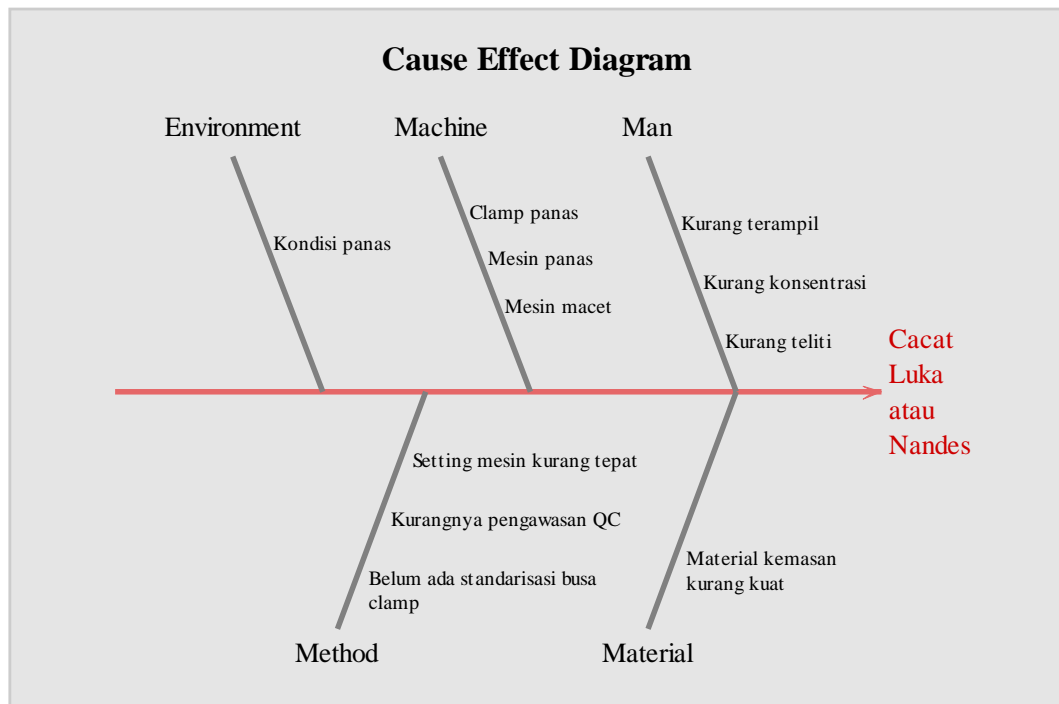 Cause Effect Diagram
Environment
Machine
Man
Kondisi panas
Clamp panas
Mesin panas
Mesin macet
Kurang terampil
Kurang konsentrasi
Kurang teliti
Cacat
Luka
atau
Nandes
Setting mesin kurang tepat
Kurangnya pengawasan QC
Belum ada standarisasi busa
clamp
Material kemasan
kurang kuat
Method
Material